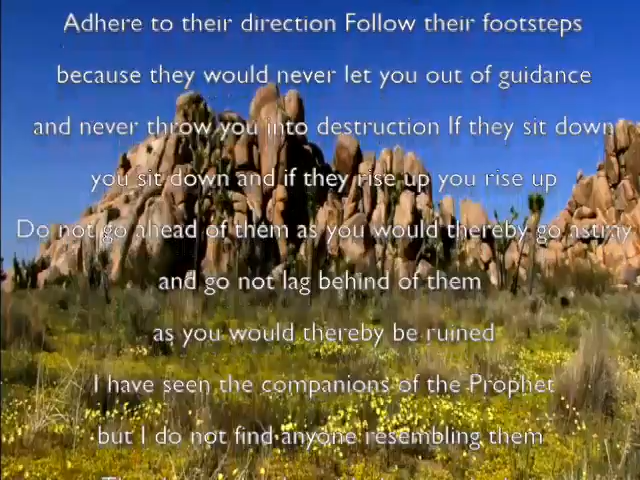 Adhere to their direction Follow their footsteps
because they would never let you out of guidance
and never throw you into destruction If they sit down
you sit down and if they rise up you rise up
Do not go ahead of them as you would thereby go astray
and go not lag behind of them
as you would thereby be ruined
I have seen the companions of the Prophet
but I do not find anyone resembling them